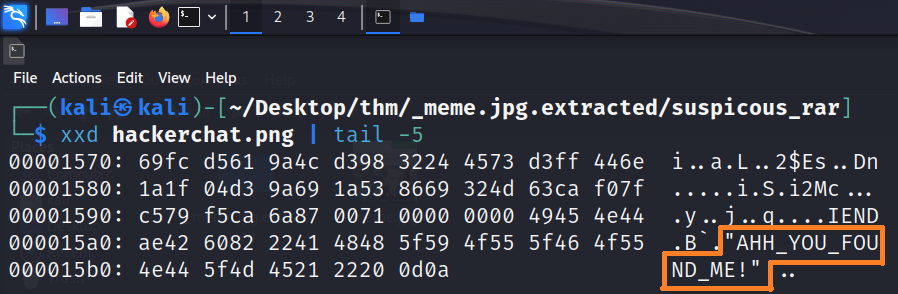 1 2 3 4
File Actions Edit View Help
┌──(kali㉿kali)-[~/Desktop/thm/_meme.jpg.extracted/suspicous_rar]
└─$ xxd hackerchat.png | tail -5
00001570: 69fc d561 9a4c d398 3224 4573 d3ff 446e i..a.L..2$Es..Dn
00001580: 1a1f 04d3 9a69 1a53 8669 324d 63ca f07f .....i.S.i2Mc...
00001590: c579 f5ca 6a87 0071 0000 0000 4945 4e44 .y..j..q....IEND
000015a0: ae42 6082 2241 4848 5f59 4f55 5f46 4f55 .B`."AHH_YOU_FOU
000015b0: 4e44 5f4d 4521 2220 0d0a ND_ME!" ..